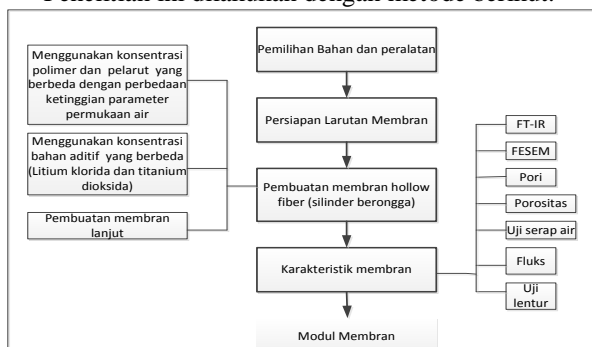 Penelitian ini dilakukan dengan metode berikut:
Menggunakan konsentrasi
polimer dan pelarut yang
berbeda dengan perbedaan
ketinggian parameter
permukaan air
Menggunakan konsentrasi
bahan aditif yang berbeda
(Litium klorida dan titanium
dioksida)
Pembuatan membran
lanjut
Pemilihan Bahan dan peralatan
Persiapan Larutan Membran
Pembuatan membran hollow
fiber (silinder berongga)
Karakteristik membran
Modul Membran
FT-IR
FESEM
Pori
Porositas
Uji serap air
Fluks
Uji
lentur